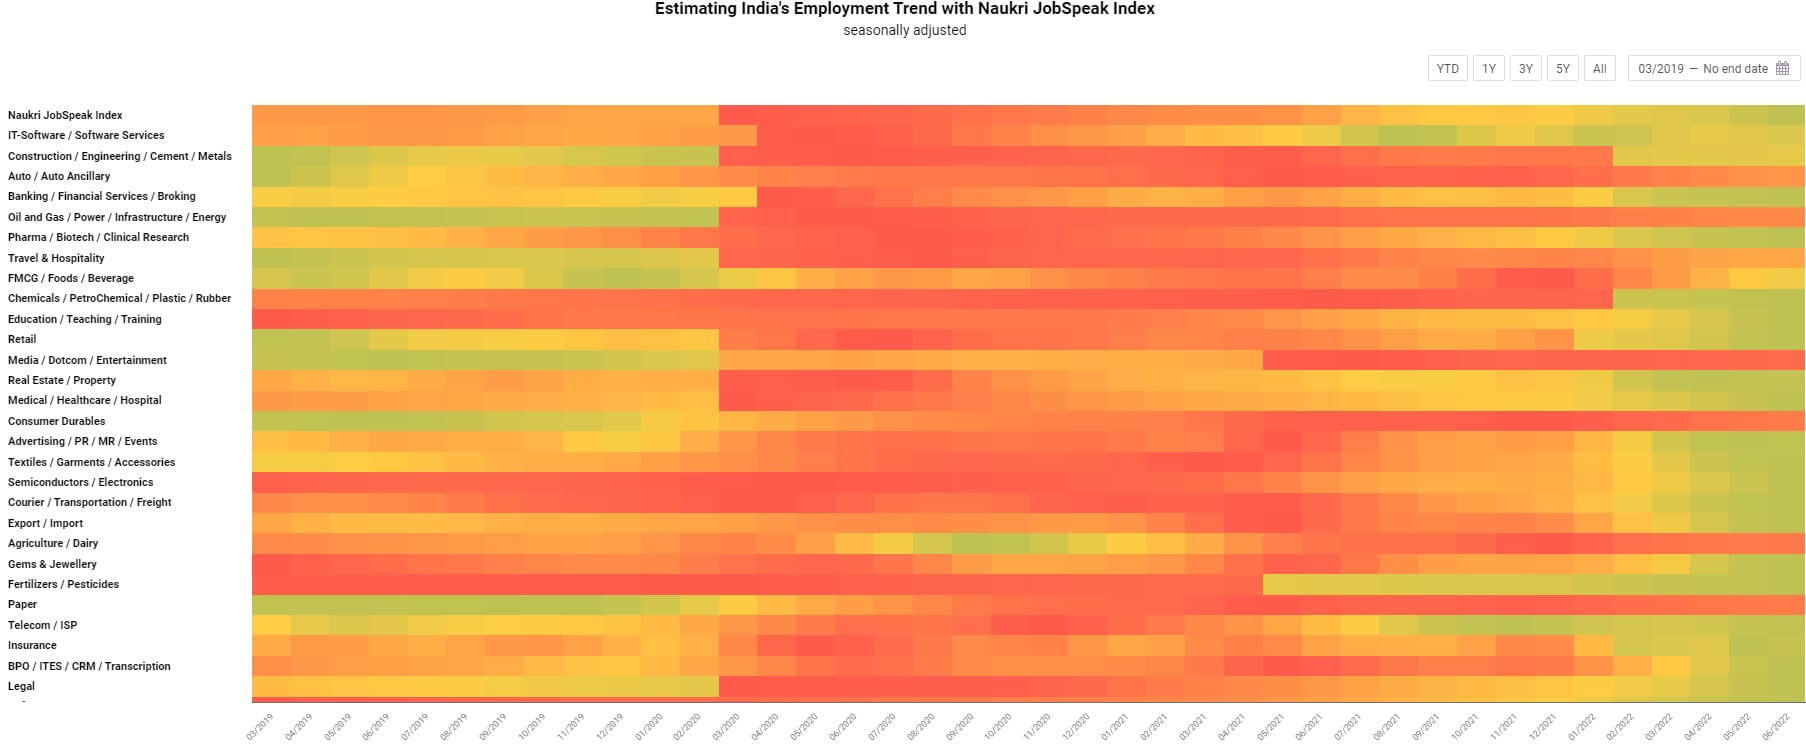 Estimating India's Employment Trend with Naukri JobSpeak Index
seasonally adjusted
YTD 1Y 3Y 5Y All 03/2019 — No end date
Naukri JobSpeak Index
IT-Software / Software Services
Construction / Engineering / Cement / Metals
Auto / Auto Ancillary
Banking / Financial Services / Broking
Oil and Gas / Power / Infrastructure / Energy
Pharma / Biotech / Clinical Research
Travel & Hospitality
FMCG / Foods / Beverage
Chemicals / PetroChemical / Plastic / Rubber
Education / Teaching / Training
Retail
Media / Dotcom / Entertainment
Real Estate / Property
Medical / Healthcare / Hospital
Consumer Durables
Advertising / PR / MR / Events
Textiles / Garments / Accessories
Semiconductors / Electronics
Courier / Transportation / Freight
Export / Import
Agriculture / Dairy
Gems & Jewellery
Fertilizers / Pesticides
Paper
Telecom / ISP
Insurance
BPO / ITES / CRM / Transcription
Legal
03/2019 04/2019 05/2019 06/2019 07/2019 08/2019 09/2019 10/2019 11/2019 12/2019 01/2020 02/2020 03/2020 04/2020 05/2020 06/2020 07/2020 08/2020 09/2020 10/2020 11/2020 12/2020 01/2021 02/2021 03/2021 04/2021 05/2021 06/2021 07/2021 08/2021 09/2021 10/2021 11/2021 12/2021 01/2022 02/2022 03/2022 04/2022 05/2022 06/2022